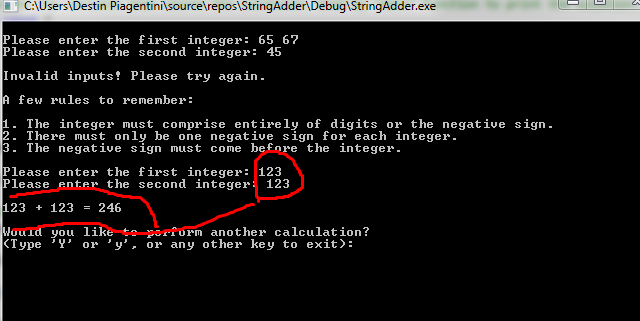 C:\Users\Destin Piagentini\source\repos\StringAdder\Debug\StringAdder.exe
Please enter the first integer: 65 67
Please enter the second integer: 45
Invalid inputs! Please try again.
A few rules to remember:
1. The integer must comprise entirely of digits or the negative sign.
2. There must only be one negative sign for each integer.
3. The negative sign must come before the integer.
Please enter the first integer: 123
Please enter the second integer: 123
123 + 123 = 246
Would you like to perform another calculation?
(Type 'Y' or 'y', or any other key to exit):